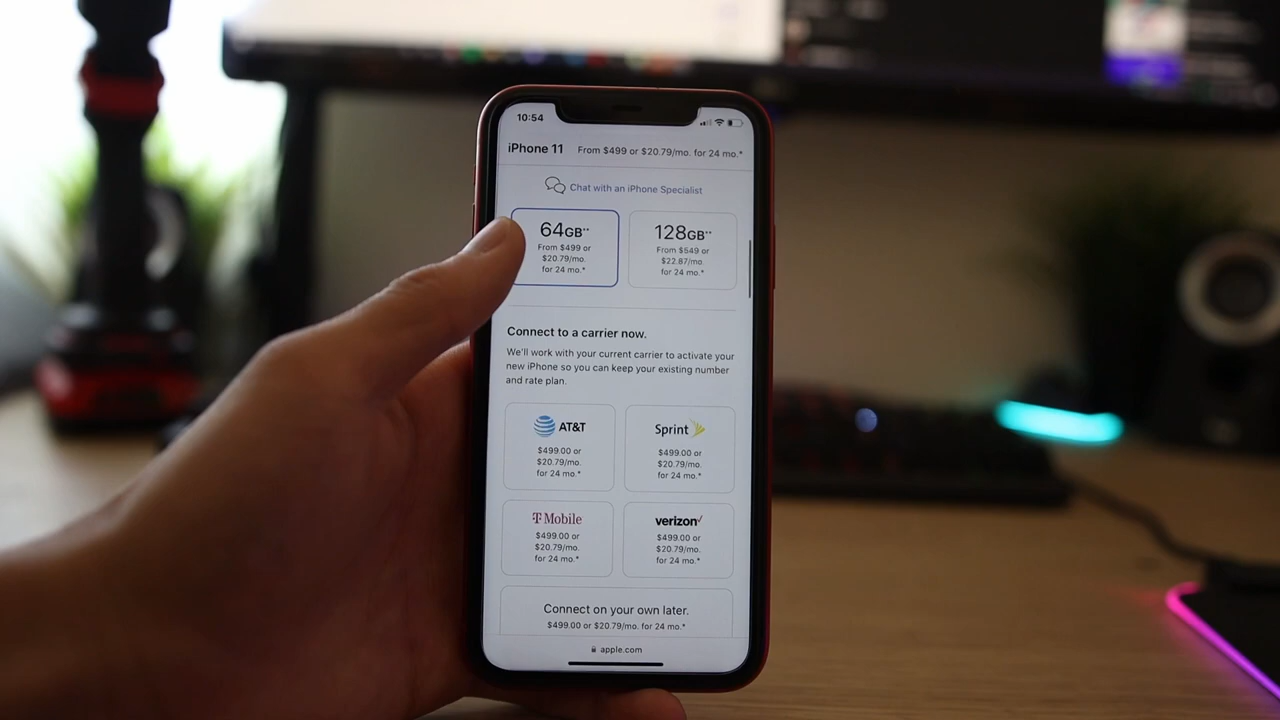 10:54
iPhone 11 From $499 or $20.79/mo. for 24 mo.*
Chat with an iPhone Specialist
64GB**
From $499 or
$20.79/mo.
for 24 mo.*
128GB**
From $549 or
$22.87/mo.
for 24 mo.*
Connect to a carrier now.
We'll work with your current carrier to activate your
new iPhone so you can keep your existing number
and rate plan.
AT&T
$499.00 or
$20.79/mo.
for 24 mo.*
Sprint
$499.00 or
$20.79/mo.
for 24 mo.*
T Mobile
$499.00 or
$20.79/mo.
for 24 mo.*
verizon✓
$499.00 or
$20.79/mo.
for 24 mo.*
Connect on your own later.
$499.00 or $20.79/mo. for 24 mo.*
apple.com